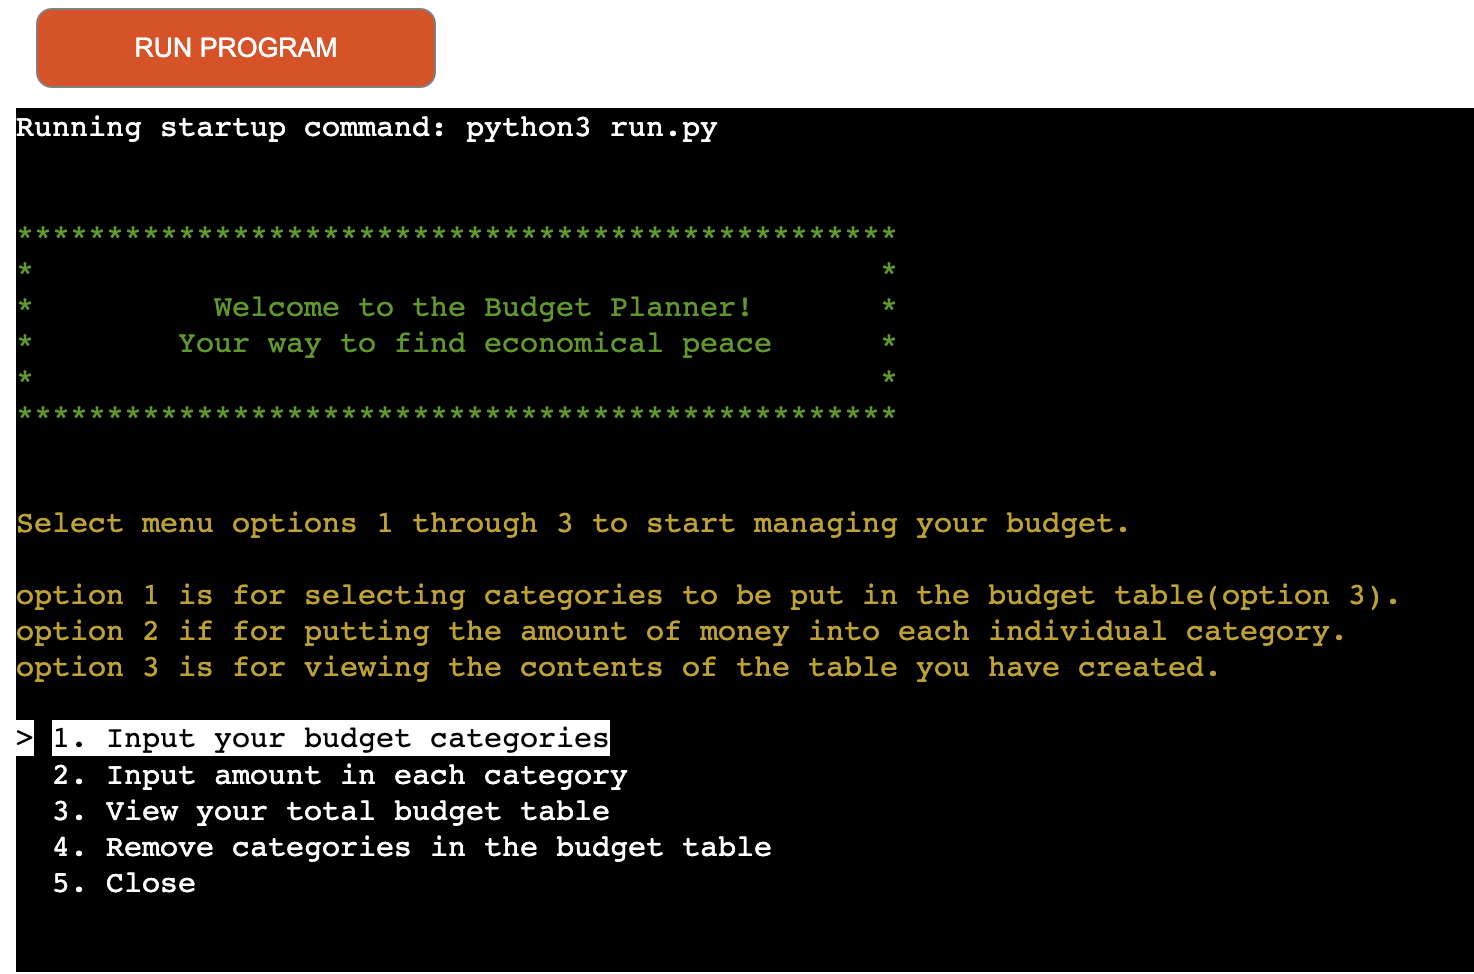 RUN PROGRAM
Running startup command: python3 run.py
*************************************************
* *
* Welcome to the Budget Planner! *
* Your way to find economical peace *
* *
*************************************************
Select menu options 1 through 3 to start managing your budget.
option 1 is for selecting categories to be put in the budget table(option 3).
option 2 if for putting the amount of money into each individual category.
option 3 is for viewing the contents of the table you have created.
> 1. Input your budget categories
2. Input amount in each category
3. View your total budget table
4. Remove categories in the budget table
5. Close